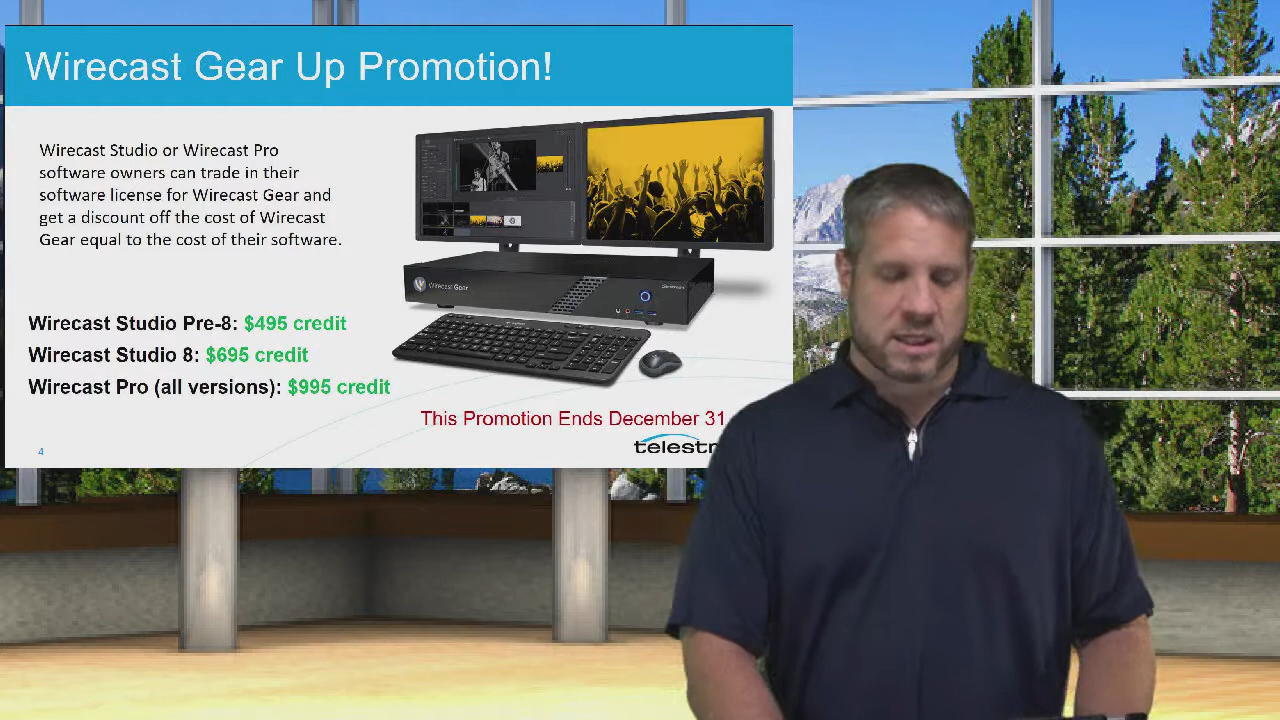 Wirecast Gear Up Promotion!
Wirecast Studio or Wirecast Pro
software owners can trade in their
software license for Wirecast Gear and
get a discount off the cost of Wirecast
Gear equal to the cost of their software.
Wirecast Gear
Wirecast Studio Pre-8: $495 credit
Wirecast Studio 8: $695 credit
Wirecast Pro (all versions): $995 credit
This Promotion Ends December 31
telestr
4